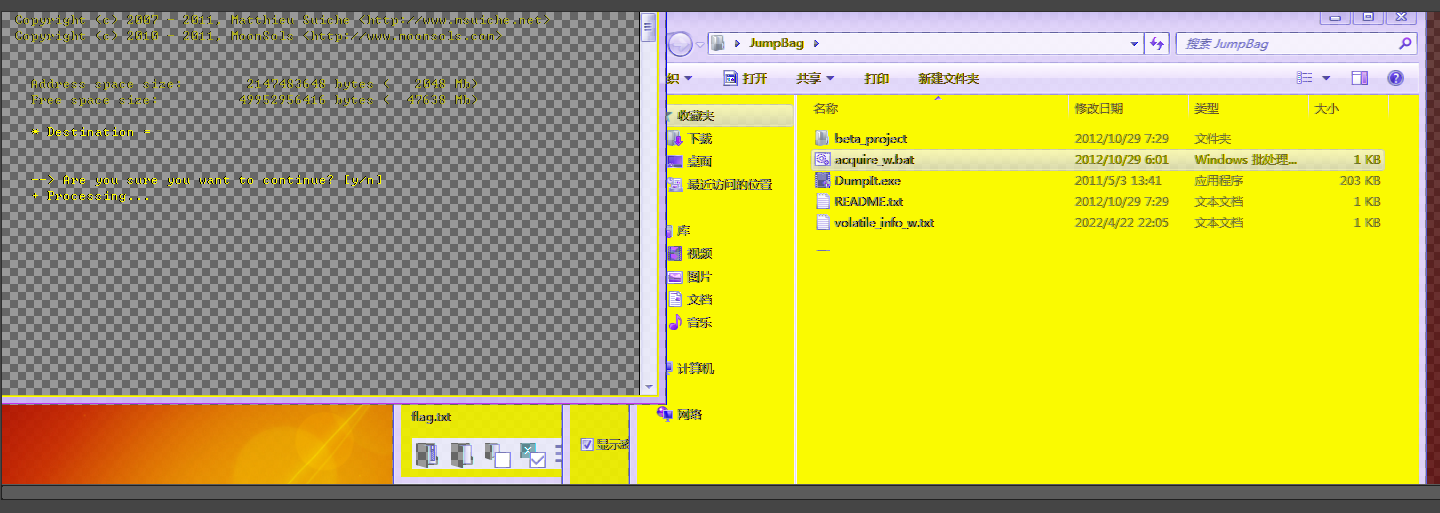 Copyright (c) 2007 - 2011, Matthieu Suiche <http://www.msuiche.net>
Copyright (c) 2010 - 2011, MoonSols <http://www.moonsols.com>
Address space size: 2147483648 bytes ( 2048 Mb)
Free space size: 49952956416 bytes ( 47638 Mb)
* Destination =
--> Are you sure you want to continue? [y/n]
+ Processing...
JumpBag
搜索 JumpBag
织 打开 共享 打印 新建文件夹
收藏夹
下载
桌面
最近访问的位置
库
视频
图片
文档
音乐
计算机
网络
名称 修改日期 类型 大小
beta_project 2012/10/29 7:29 文件夹
acquire_w.bat 2012/10/29 6:01 Windows 批处理... 1 KB
DumpIt.exe 2011/5/3 13:41 应用程序 203 KB
README.txt 2012/10/29 7:29 文本文档 1 KB
volatile_info_w.txt 2022/4/22 22:05 文本文档 1 KB
flag.txt
显示